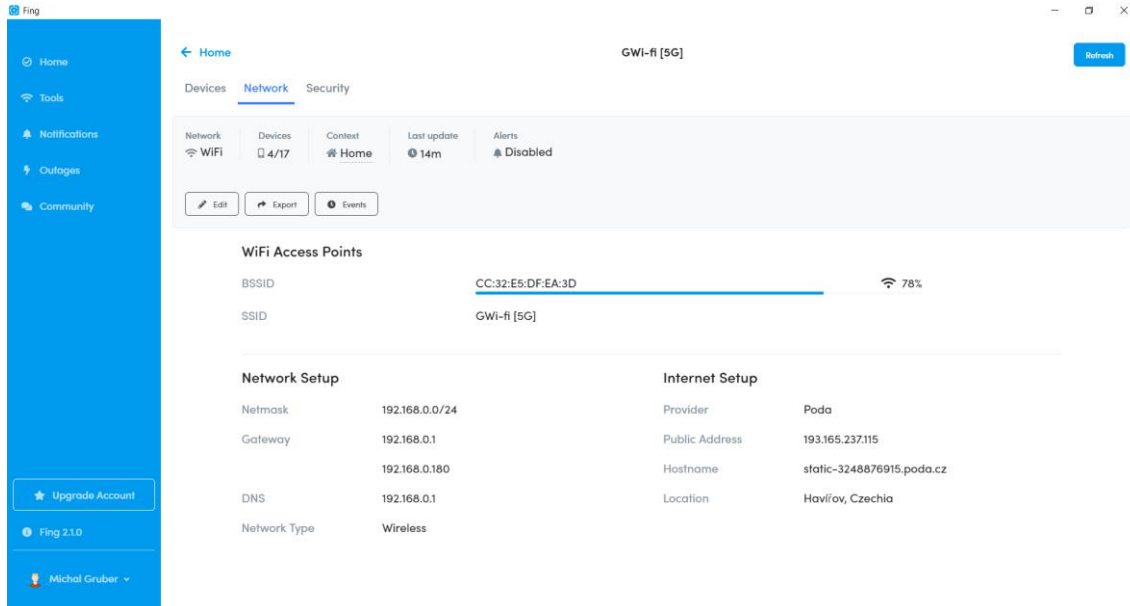 Fing
Home
Tools
Notifications
Outages
Community
Upgrade Account
Fing 2.1.0
Michal Gruber
Home
GWi-fi [5G]
Refresh
Devices Network Security
Network Devices Context Last update Alerts
WiFi 4/17 Home 14m Disabled
Edit Export Events
WiFi Access Points
BSSID CC:32:E5:DF:EA:3D 78%
SSID GWi-fi [5G]
Network Setup
Netmask 192.168.0.0/24
Gateway 192.168.0.1
192.168.0.180
DNS 192.168.0.1
Network Type Wireless
Internet Setup
Provider Poda
Public Address 193.165.237.115
Hostname static-3248876915.poda.cz
Location Havířov, Czechia